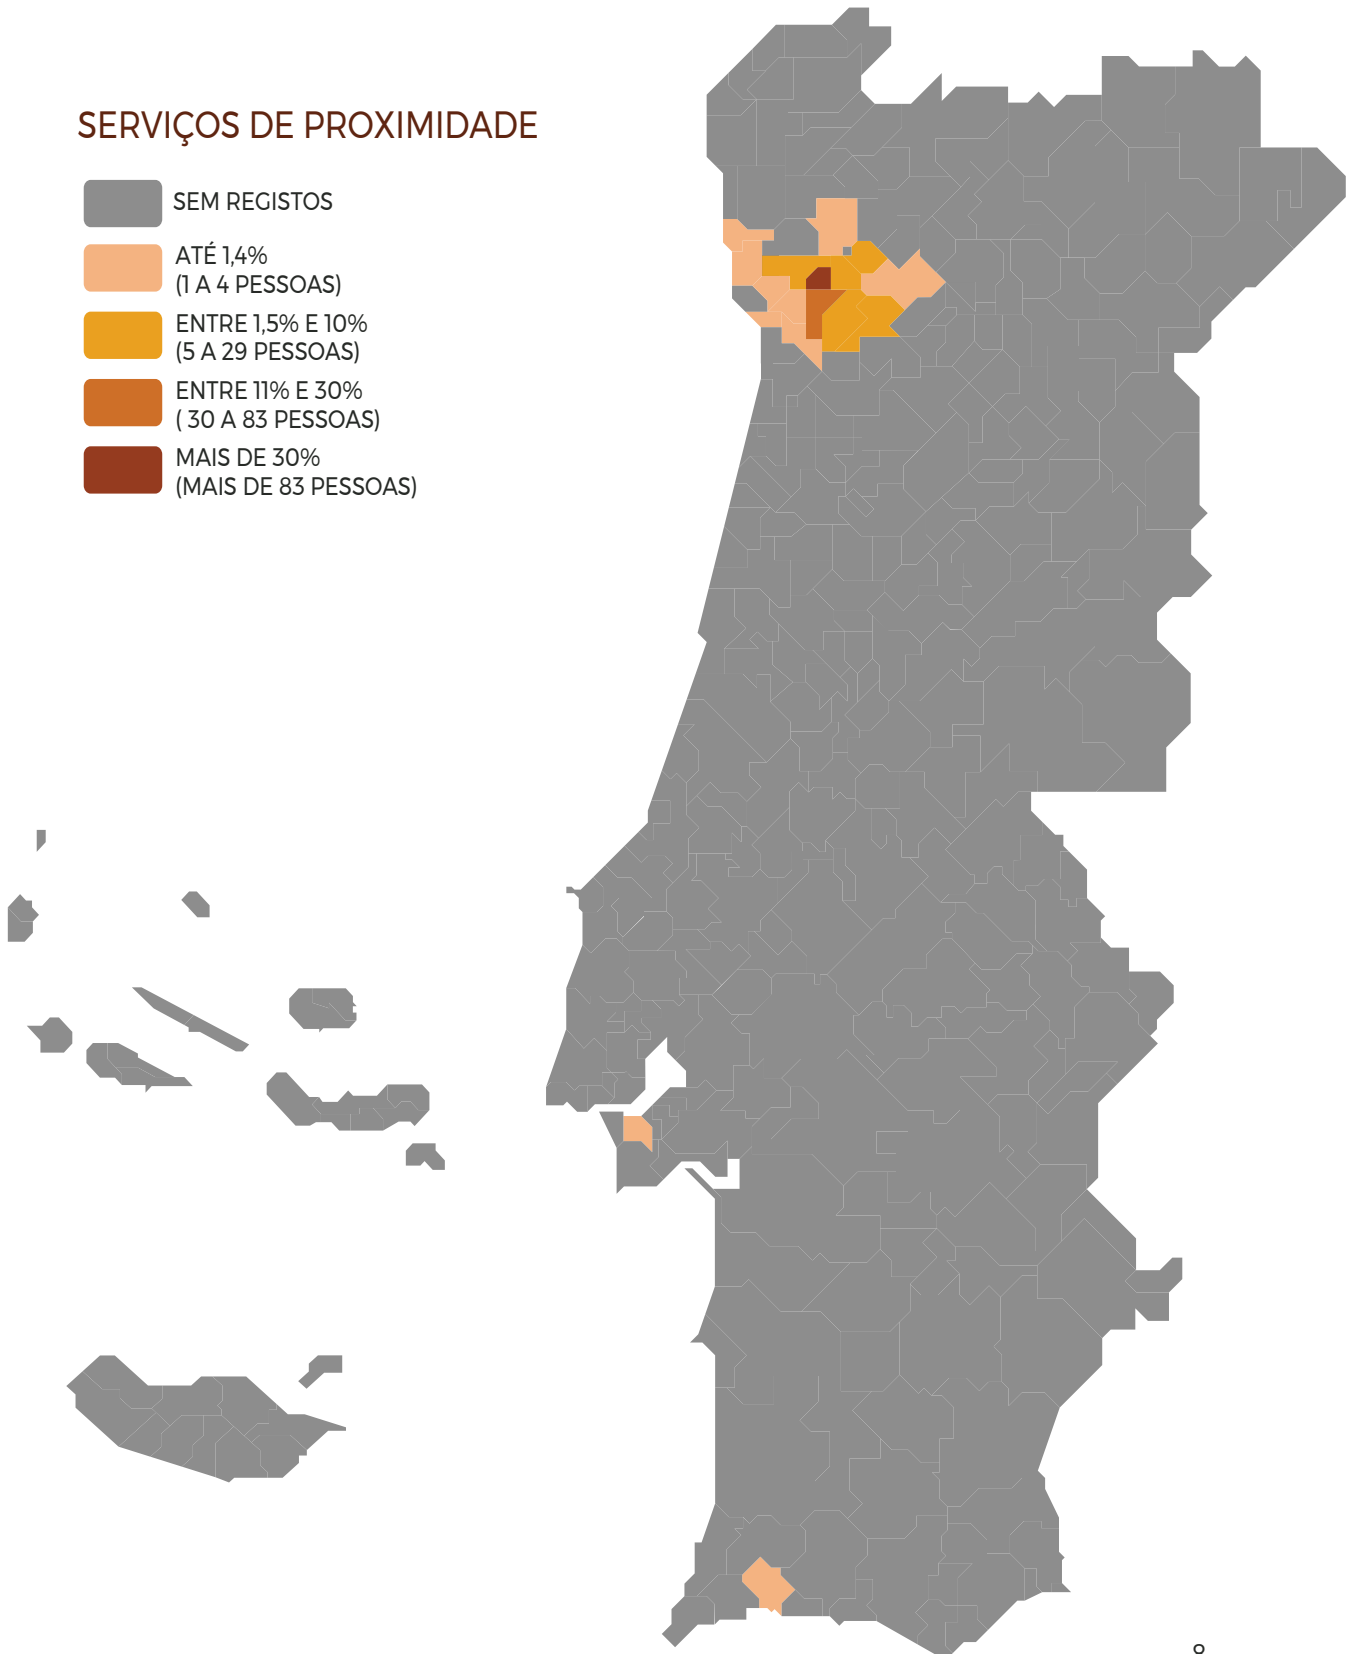 SERVIÇOS DE PROXIMIDADE
SEM REGISTOS
ATÉ 1,4%
(1 A 4 PESSOAS)
ENTRE 1,5% E 10%
(5 A 29 PESSOAS)
ENTRE 11% E 30%
( 30 A 83 PESSOAS)
MAIS DE 30%
(MAIS DE 83 PESSOAS)